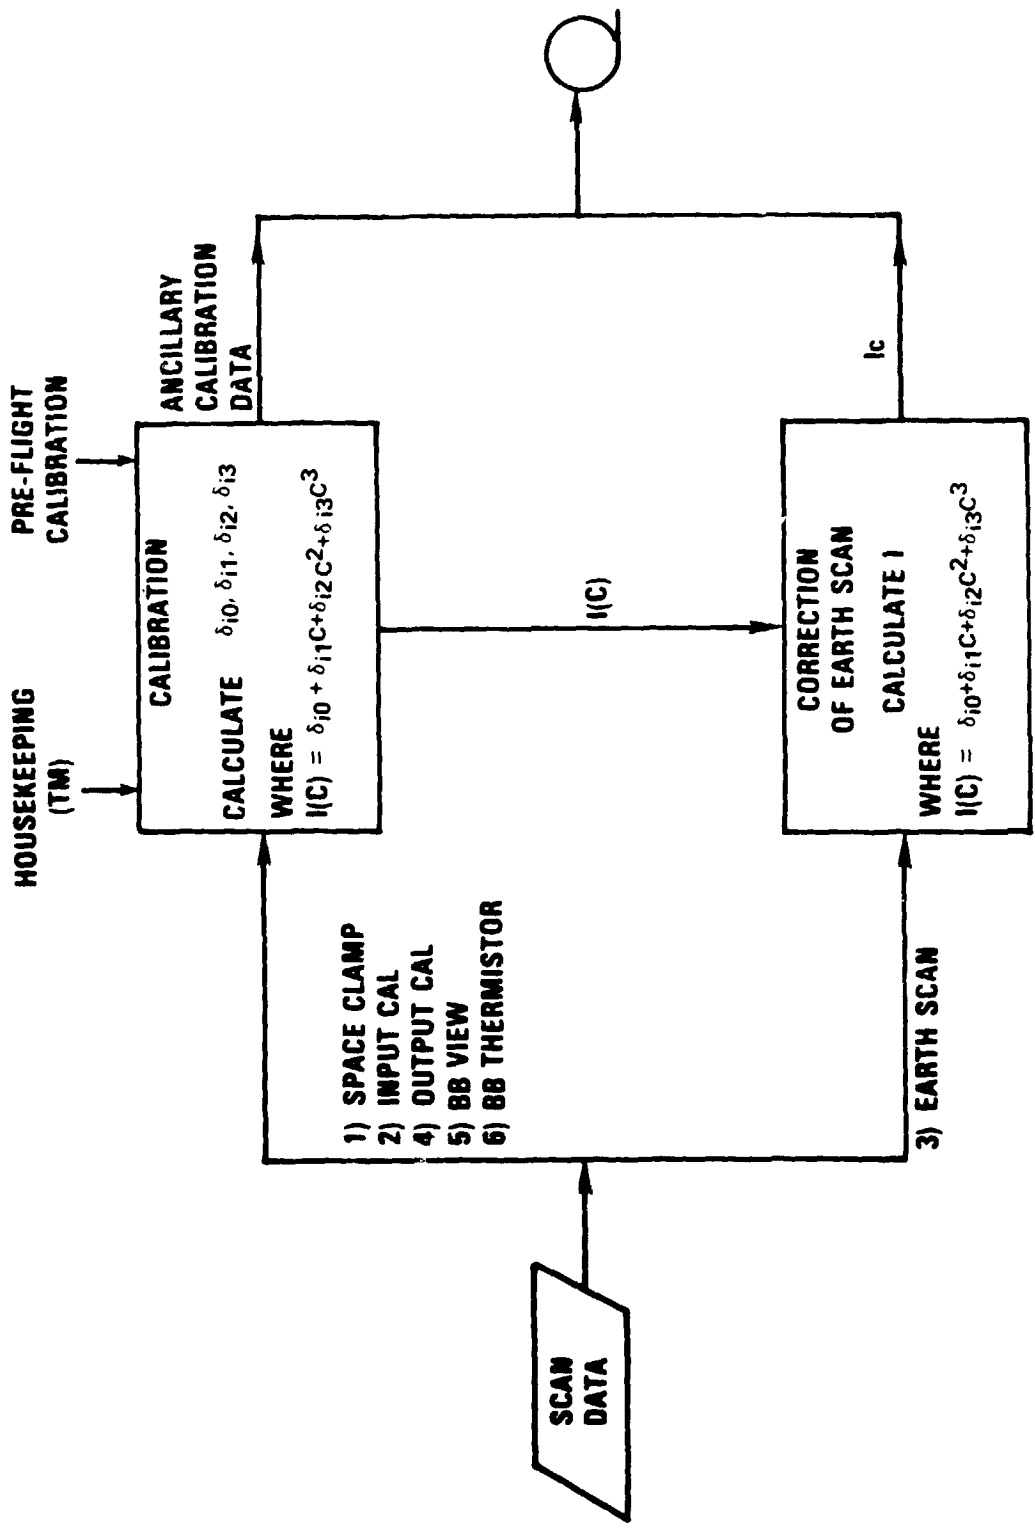 HOUSEKEEPING
(TM)
PRE-FLIGHT
CALIBRATION
SCAN
DATA
1) SPACE CLAMP
2) INPUT CAL
4) OUTPUT CAL
5) BB VIEW
6) BB THERMISTOR
3) EARTH SCAN
CALIBRATION
CALCULATE δi0, δi1, δi2, δi3
WHERE
I(C) = δi0 + δi1C+δi2C²+δi3C³
I(C)
CORRECTION
OF EARTH SCAN
CALCULATE I
WHERE
I(C) = δi0+δi1C+δi2C²+δi3C³
ANCILLARY
CALIBRATION
DATA
Ic